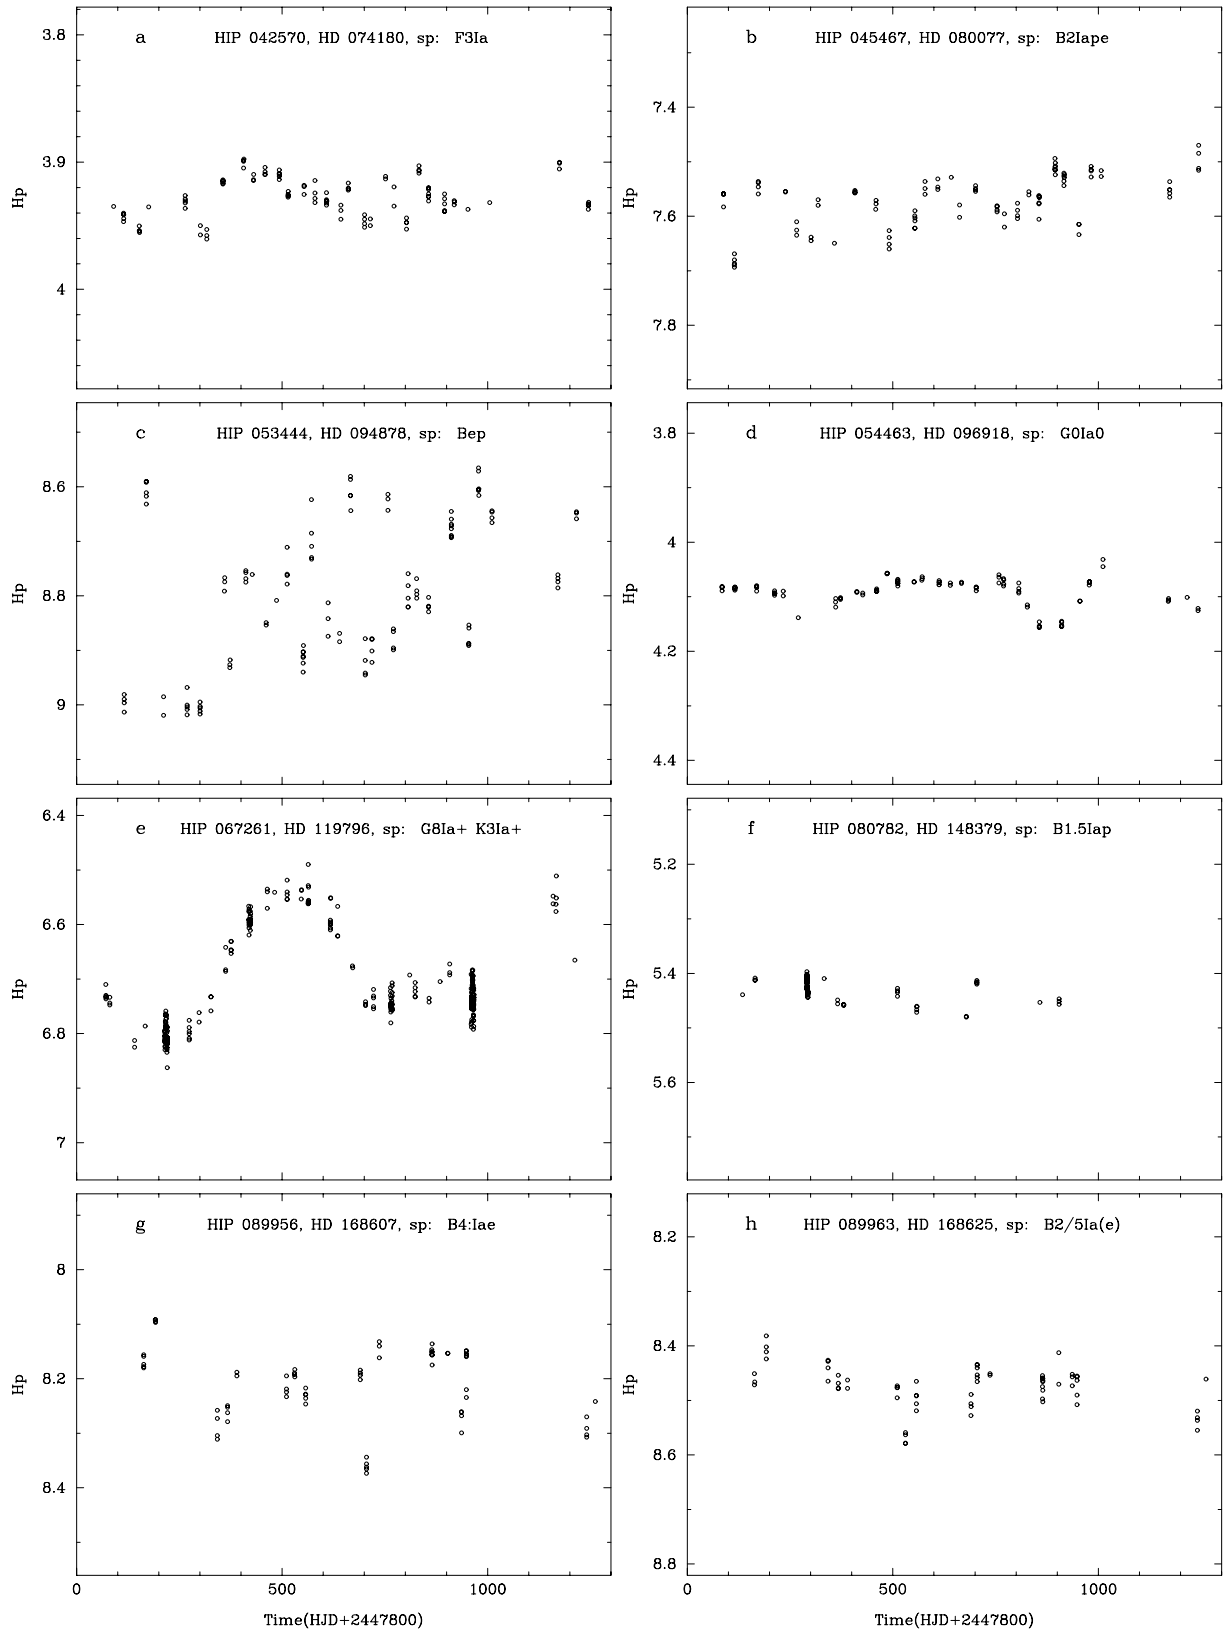 a HIP 042570, HD 074180, sp: F3Ia
3.8
3.9
4
Hp
b HIP 045467, HD 080077, sp: B2Iape
7.4
7.6
7.8
Hp
c HIP 053444, HD 094878, sp: Bep
8.6
8.8
9
Hp
d HIP 054463, HD 096918, sp: G0Ia0
3.8
4
4.2
4.4
Hp
e HIP 067261, HD 119796, sp: G8Ia+ K3Ia+
6.4
6.6
6.8
7
Hp
f HIP 080782, HD 148379, sp: B1.5Iap
5.2
5.4
5.6
Hp
g HIP 089956, HD 168607, sp: B4:Iae
8
8.2
8.4
Hp
0 500 1000
Time(HJD+2447800)
h HIP 089963, HD 168625, sp: B2/5Ia(e)
8.2
8.4
8.6
8.8
Hp
0 500 1000
Time(HJD+2447800)